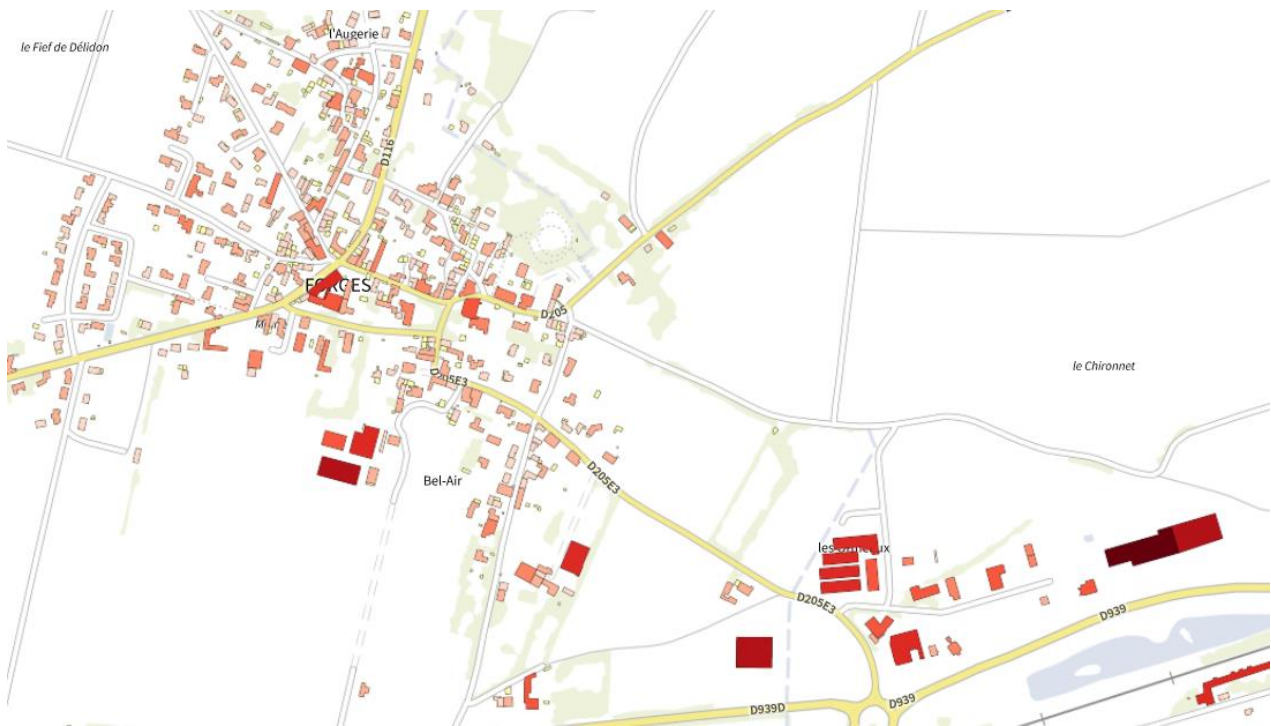 l'Augerie
le Fief de Délidon
D116
FORGES
D205
le Chironnet
D205E3
Bel-Air
D205E3
D205E3
D939
D939
D939D